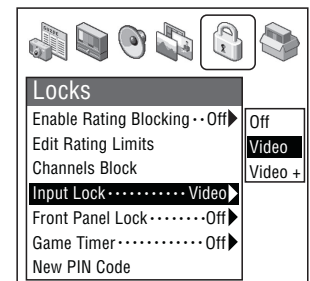 Locks
Enable Rating Blocking ·· Off
Edit Rating Limits
Channels Block
Input Lock ··········· Video
Front Panel Lock ········ Off
Game Timer ············ Off
New PIN Code
Off
Video
Video +